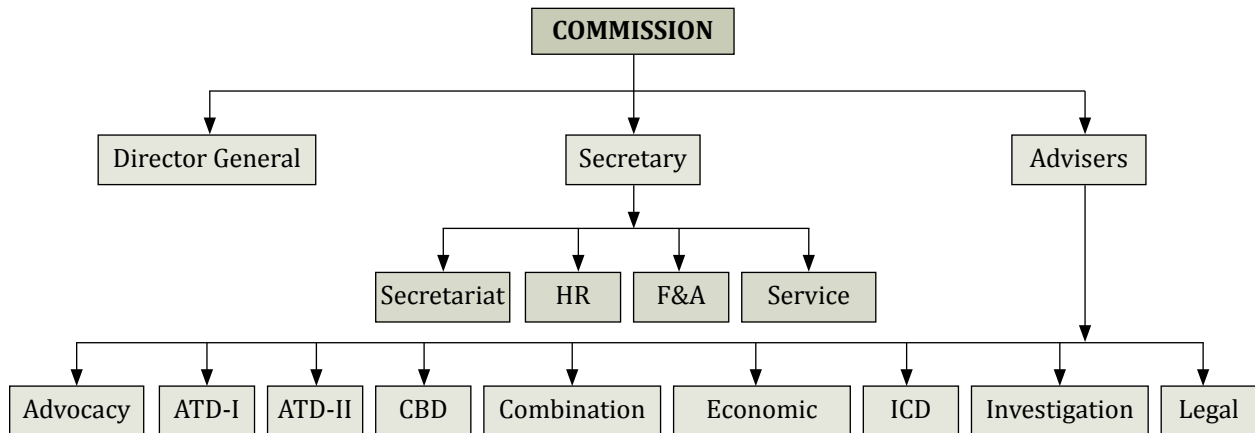 COMMISSION
Director General
Secretary
Advisers
Secretariat
HR
F&A
Service
Advocacy
ATD-I
ATD-II
CBD
Combination
Economic
ICD
Investigation
Legal